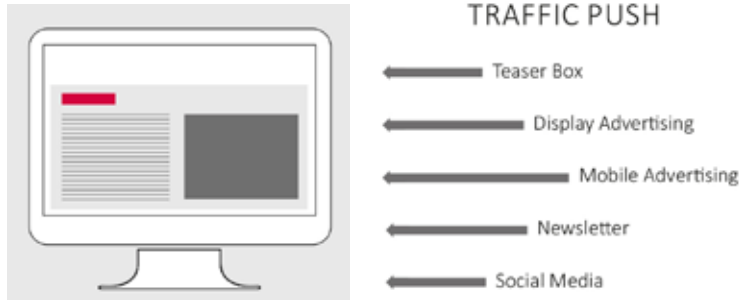 TRAFFIC PUSH
Teaser Box
Display Advertising
Mobile Advertising
Newsletter
Social Media